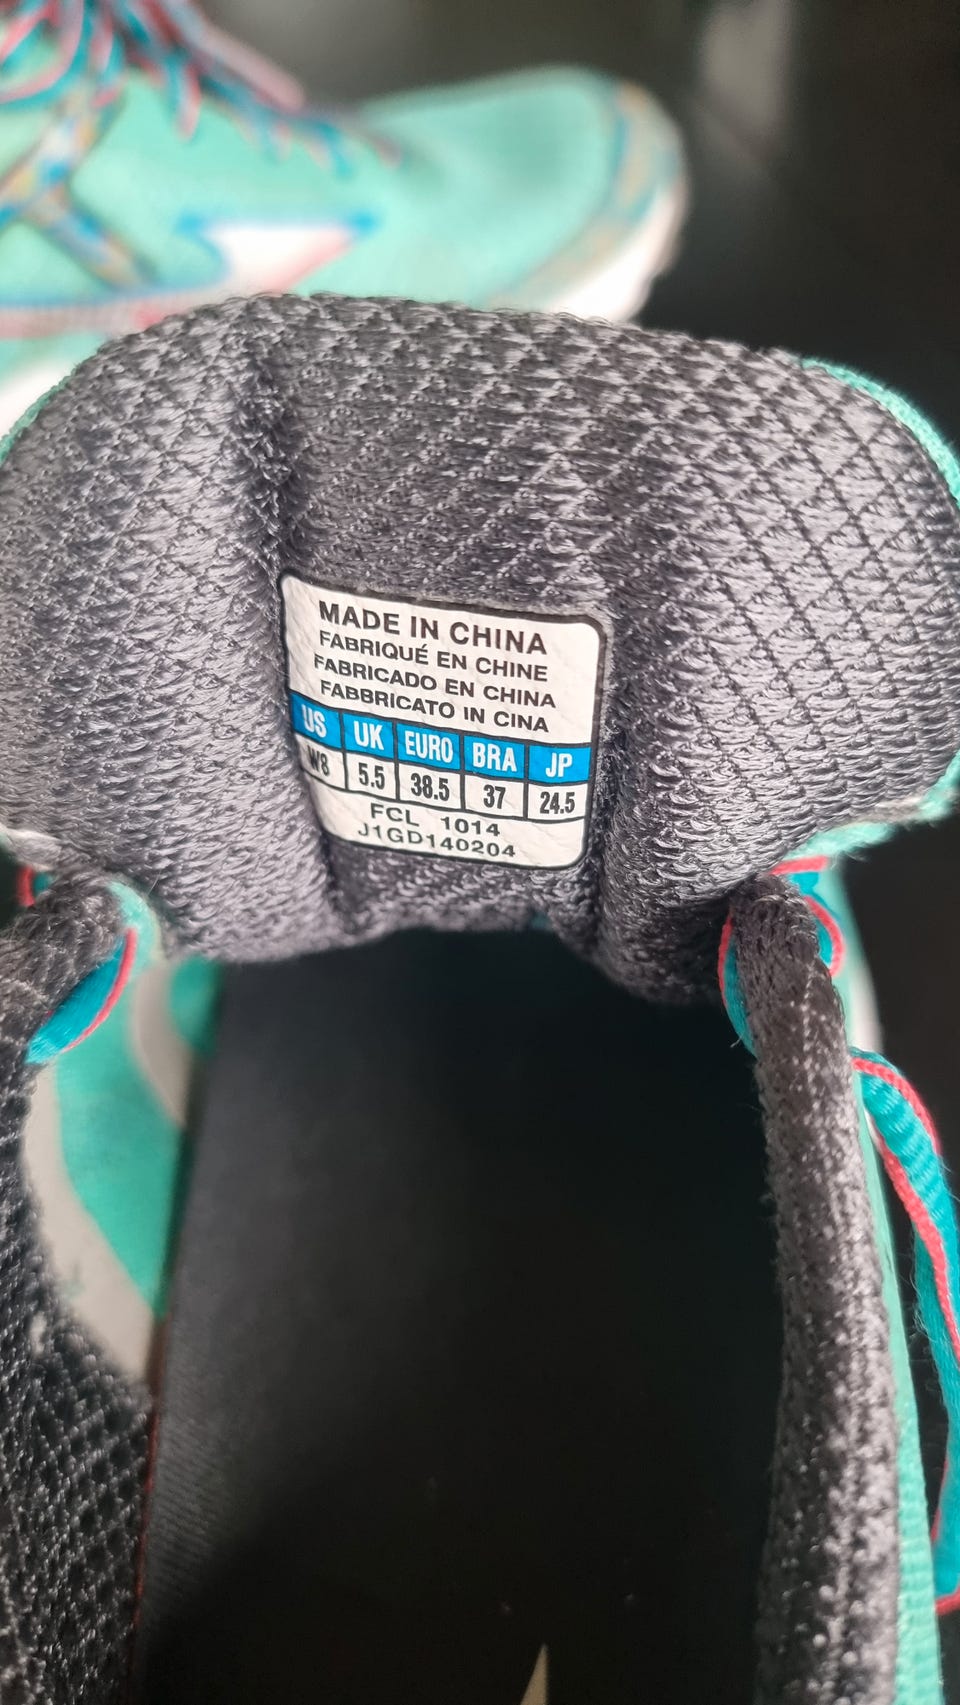 MADE IN CHINA
FABRIQUÉ EN CHINE
FABRICADO EN CHINA
FABBRICATO IN CINA
US UK EURO BRA JP
W8 5.5 38.5 37 24.5
FCL 1014
J1GD140204